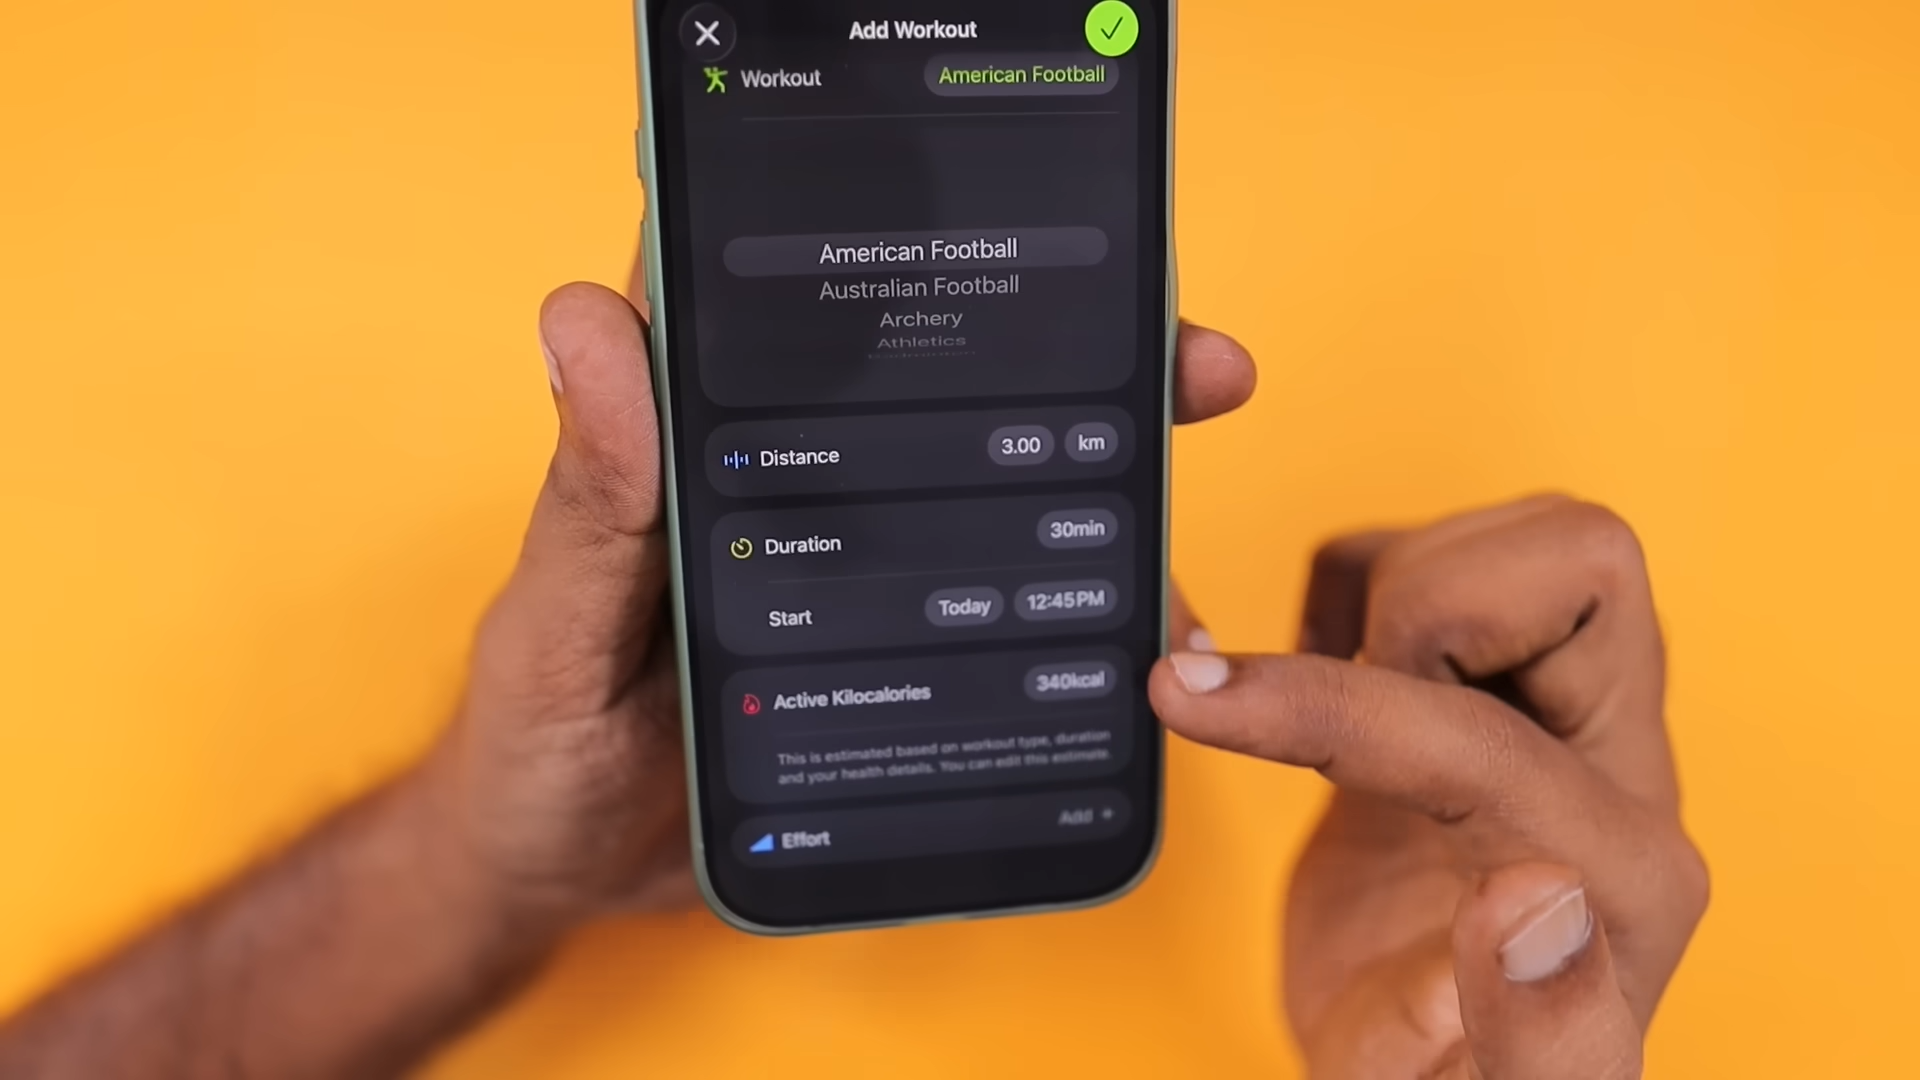 Add Workout
Workout American Football
American Football
Australian Football
Archery
Athletics
Distance 3.00 km
Duration 30min
Start Today 12:45PM
Active Kilocalories 340kcal
This is estimated based on workout type, duration
and your health details. You can edit this estimate.
Effort Add +